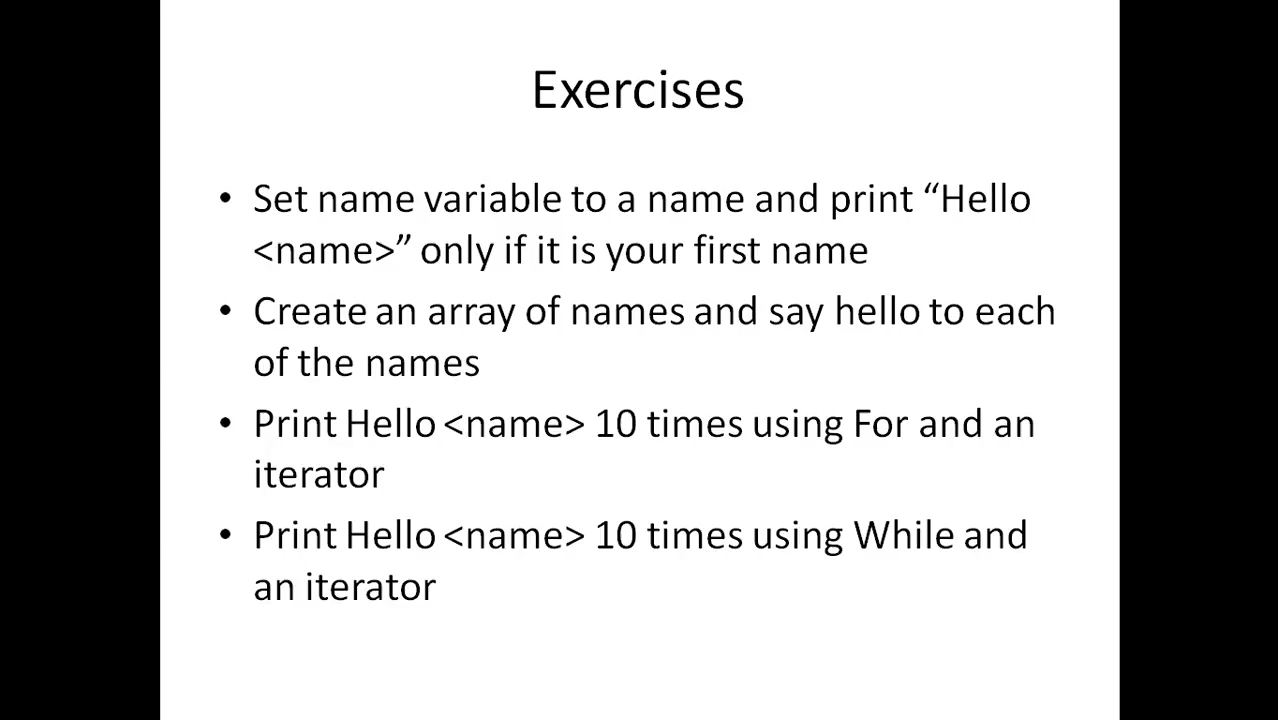 Exercises
• Set name variable to a name and print “Hello
<name>” only if it is your first name
• Create an array of names and say hello to each
of the names
• Print Hello <name> 10 times using For and an
iterator
• Print Hello <name> 10 times using While and
an iterator